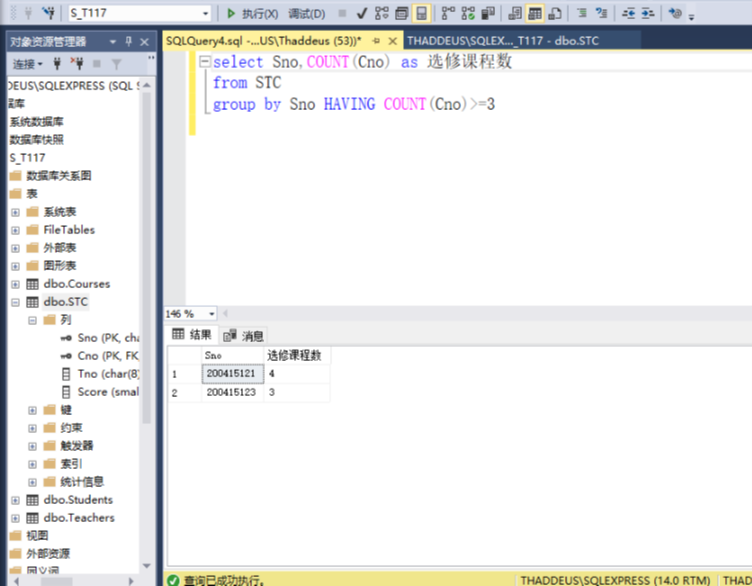 S_T117
执行(X)
调试(D)
对象资源管理器
SQLQuery4.sql -...US\Thaddeus (53))*
THADDEUS\SQLEX..._T117 - dbo.STC
连接
DEUS\SQLEXPRESS (SQL S
据库
系统数据库
数据库快照
S_T117
数据库关系图
表
系统表
FileTables
外部表
图形表
dbo.Courses
dbo.STC
列
Sno (PK, cha
Cno (PK, FK,
Tno (char(8)
Score (smal
键
约束
触发器
索引
统计信息
dbo.Students
dbo.Teachers
视图
外部资源
同义词
select Sno,COUNT(Cno) as 选修课程数
from STC
group by Sno HAVING COUNT(Cno)>=3
146 %
结果
消息
Sno 选修课程数
1 200415121 4
2 200415123 3
查询已成功执行。
THADDEUS\SQLEXPRESS (14.0 RTM)
THAD